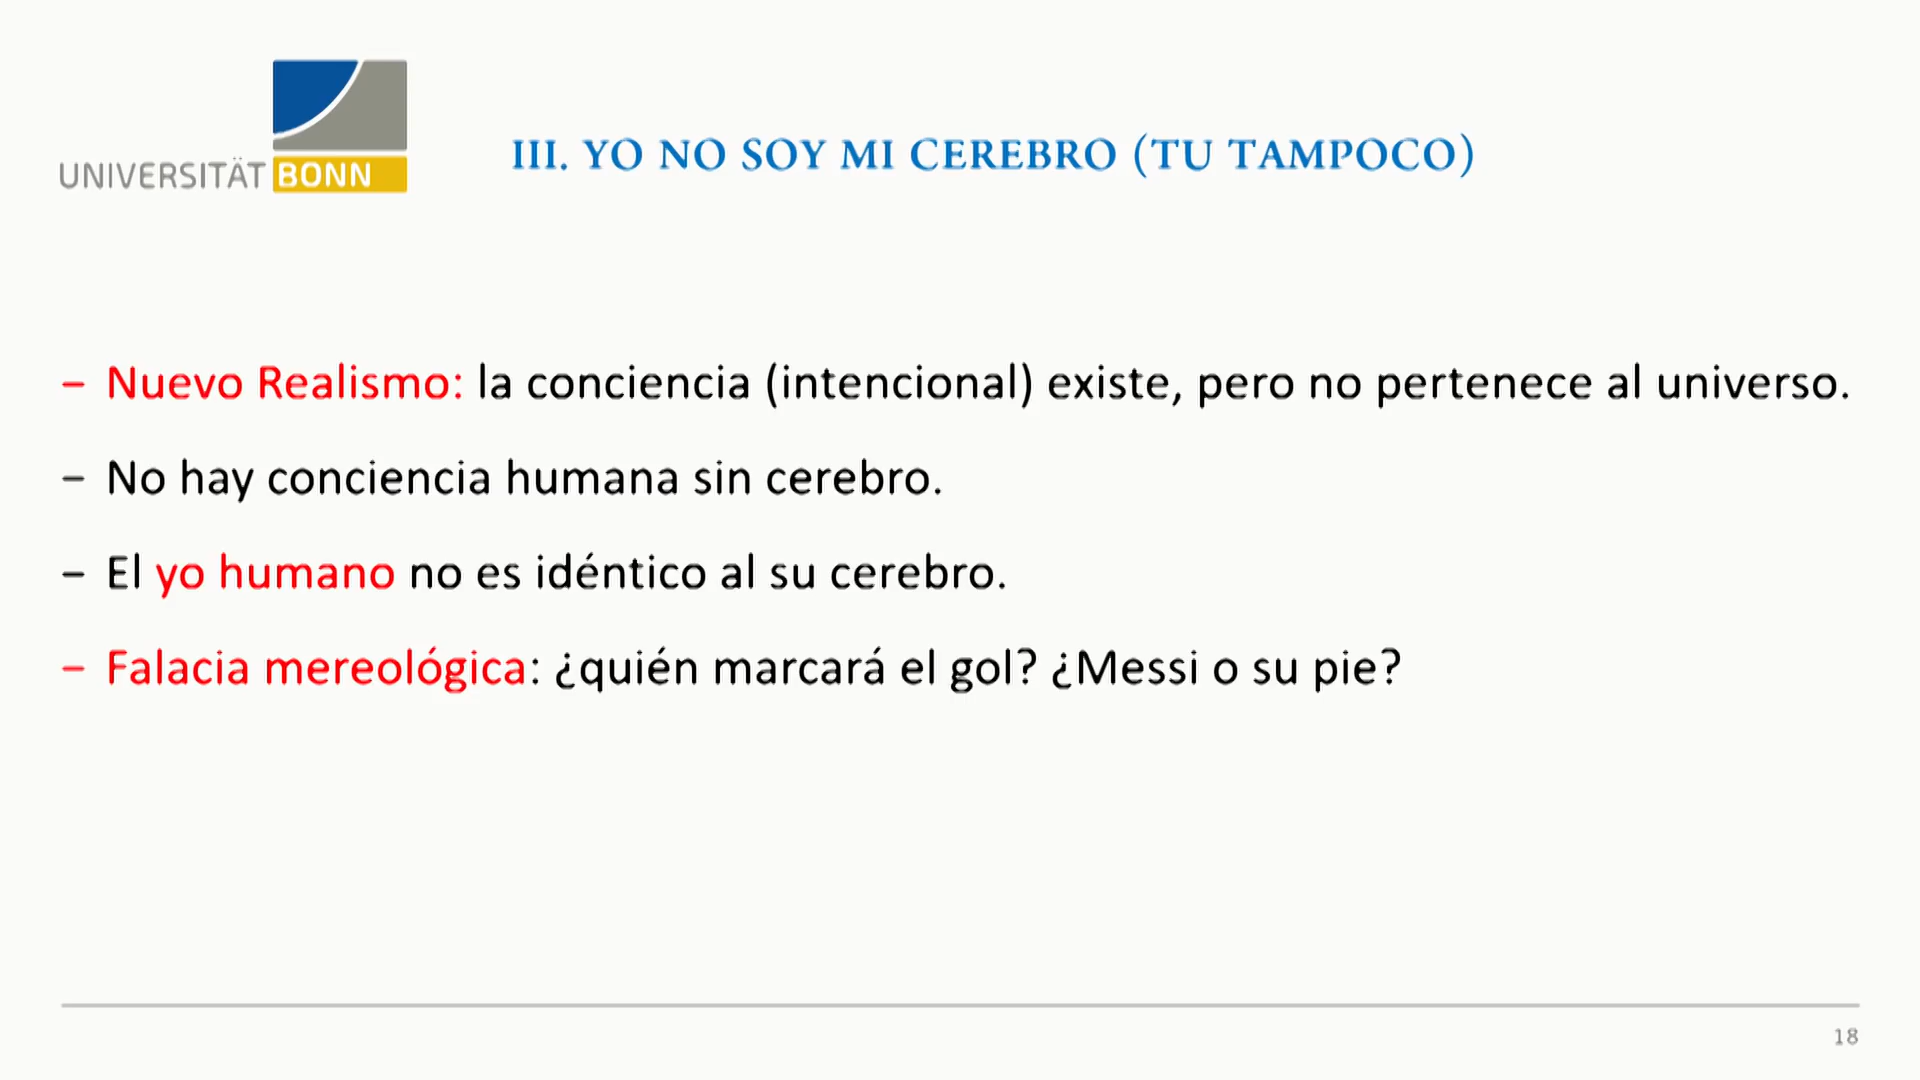 UNIVERSITÄT BONN
III. YO NO SOY MI CEREBRO (TU TAMPOCO)
– Nuevo Realismo: la conciencia (intencional) existe, pero no pertenece al universo.
– No hay conciencia humana sin cerebro.
– El yo humano no es idéntico al su cerebro.
– Falacia mereológica: ¿quién marcará el gol? ¿Messi o su pie?
18